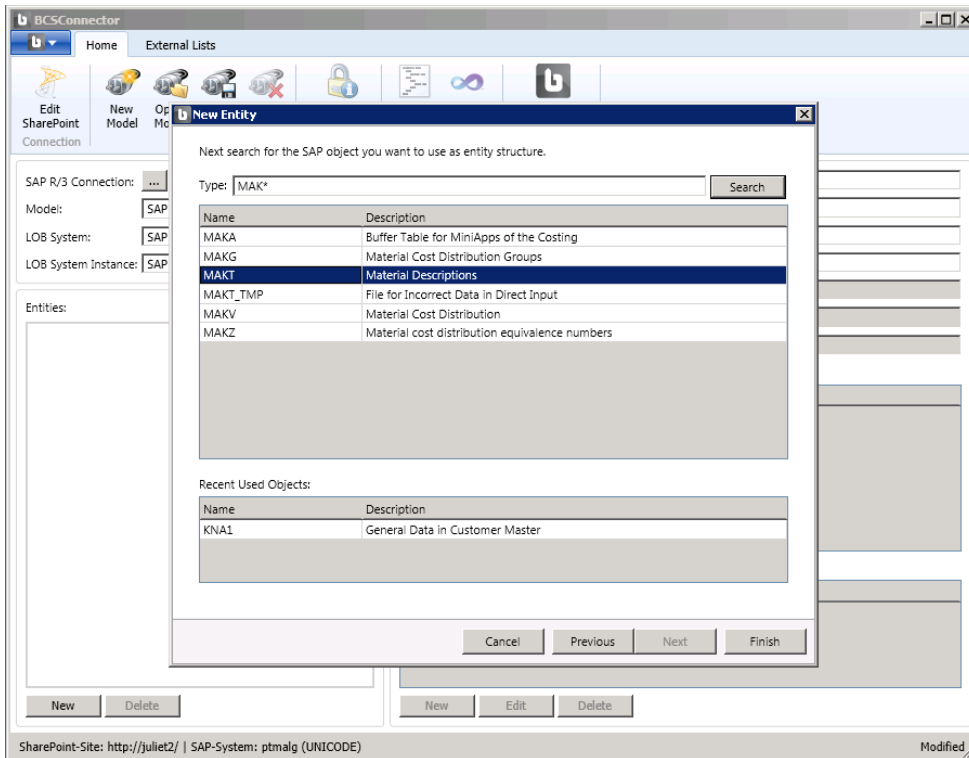 BCSConnector
Home External Lists
Edit SharePoint
New Model
Op
Mo
Connection
SAP R/3 Connection: ...
Model: SAP
LOB System: SAP
LOB System Instance: SAP
Entities:
New Entity
Next search for the SAP object you want to use as entity structure.
Type: MAK* Search
Name Description
MAKA Buffer Table for MiniApps of the Costing
MAKG Material Cost Distribution Groups
MAKT Material Descriptions
MAKT_TMP File for Incorrect Data in Direct Input
MAKV Material Cost Distribution
MAKZ Material cost distribution equivalence numbers
Recent Used Objects:
Name Description
KNA1 General Data in Customer Master
Cancel Previous Next Finish
New Delete New Edit Delete
SharePoint-Site: http://juliet2/ | SAP-System: ptmalg (UNICODE) Modified